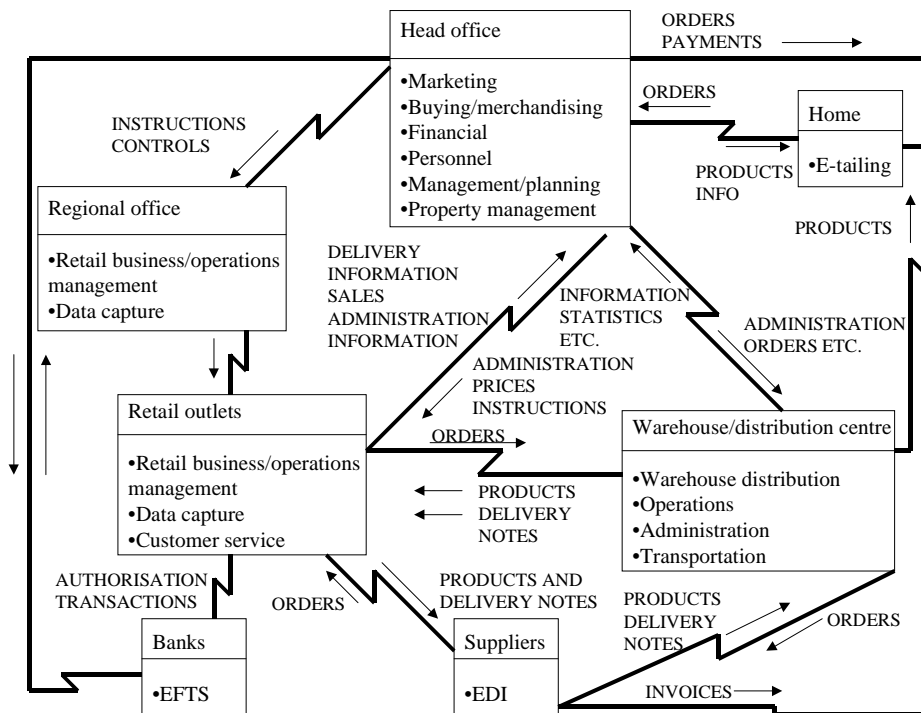 Head office
•Marketing
•Buying/merchandising
•Financial
•Personnel
•Management/planning
•Property management
ORDERS
PAYMENTS
ORDERS
Home
•E-tailing
PRODUCTS
INFO
PRODUCTS
INSTRUCTIONS
CONTROLS
Regional office
•Retail business/operations
management
•Data capture
DELIVERY
INFORMATION
SALES
ADMINISTRATION
INFORMATION
INFORMATION
STATISTICS
ETC.
ADMINISTRATION
ORDERS ETC.
ADMINISTRATION
PRICES
INSTRUCTIONS
Retail outlets
•Retail business/operations
management
•Data capture
•Customer service
ORDERS
PRODUCTS
DELIVERY
NOTES
Warehouse/distribution centre
•Warehouse distribution
•Operations
•Administration
•Transportation
AUTHORISATION
TRANSACTIONS
ORDERS
PRODUCTS AND
DELIVERY NOTES
PRODUCTS
DELIVERY
NOTES
ORDERS
Banks
•EFTS
Suppliers
•EDI
INVOICES